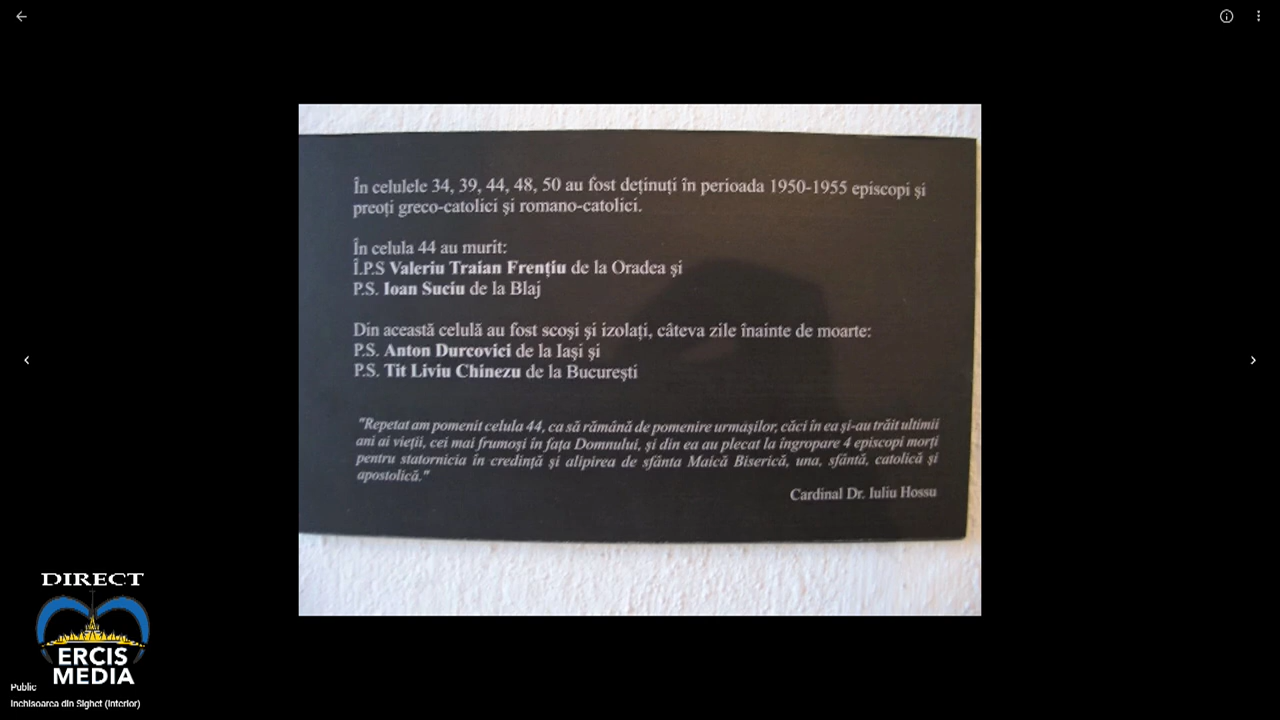 În celulele 34, 39, 44, 48, 50 au fost deținuți în perioada 1950-1955 episcopi și
preoți greco-catolici și romano-catolici.
În celula 44 au murit:
Î.P.S Valeriu Traian Frențiu de la Oradea și
P.S. Ioan Suciu de la Blaj
Din această celulă au fost scoși și izolați, câteva zile înainte de moarte:
P.S. Anton Durcovici de la Iași și
P.S. Tit Liviu Chinezu de la București
"Repetat am pomenit celula 44, ca să rămână de pomenire urmașilor, căci în ea și-au trăit ultimii
ani ai vieții, cei mai frumoși în fața Domnului, și din ea au plecat la îngropare 4 episcopi morți
pentru statornicia în credință și alipirea de sfânta Maică Biserică, una, sfântă, catolică și
apostolică."
Cardinal Dr. Iuliu Hossu
DIRECT
ERCIS
MEDIA
Public
Inchisoarea din Sighet (Interior)